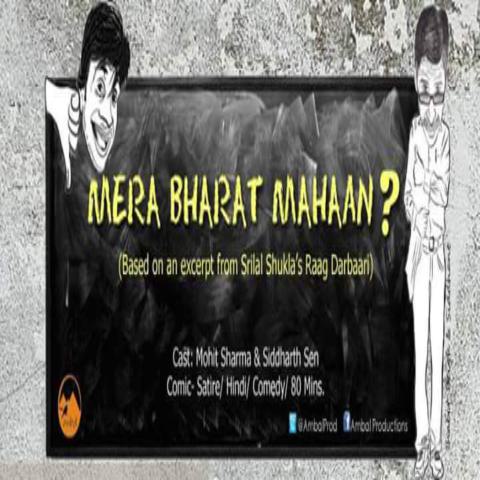 MERA BHARAT MAHAAN?
(Based on an excerpt from Srilal Shukla's Raag Darbaari)
Cast: Mohit Sharma & Siddharth Sen
Comic- Satire/ Hindi/ Comedy/ 80 Mins.
@AmbalProd f Ambal Productions